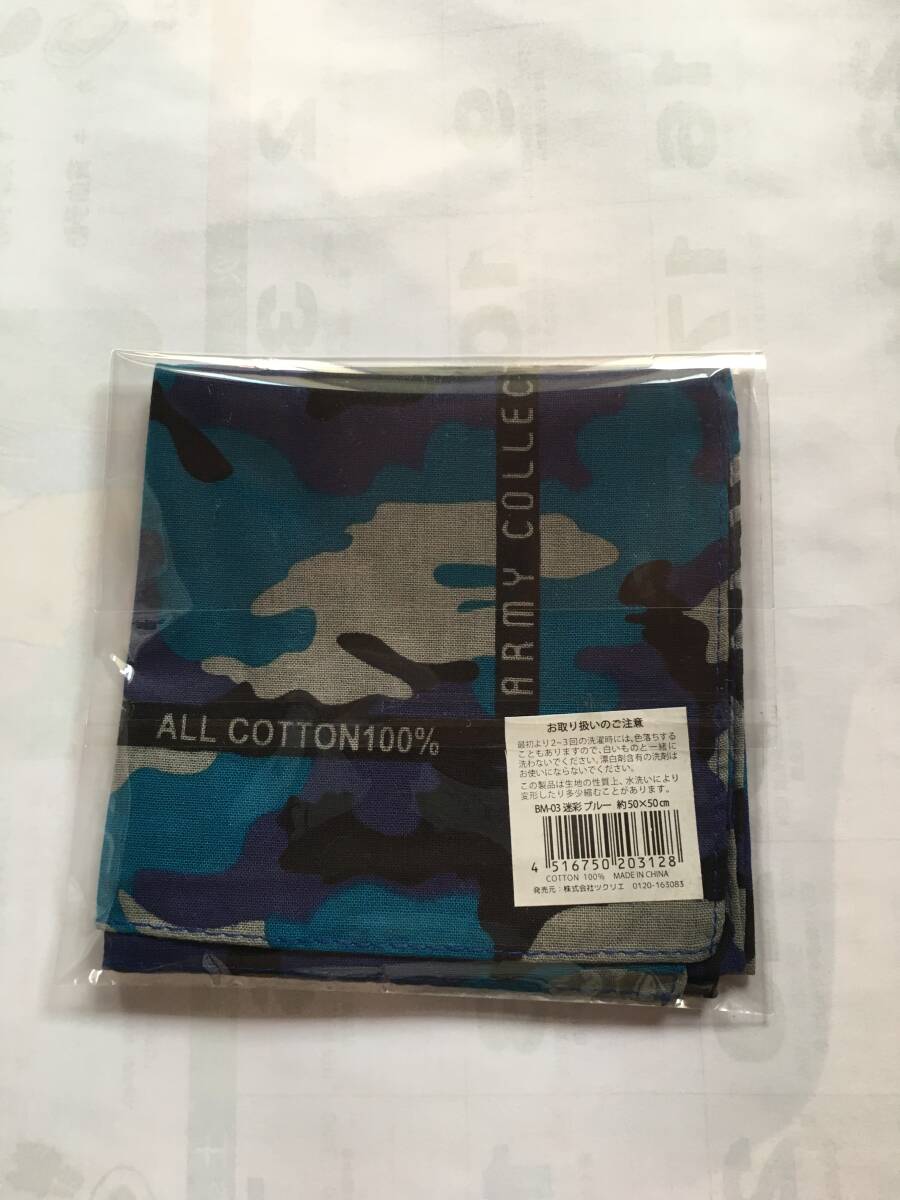 ARMY COLLEC
ALL COTTON100%
お取り扱いのご注意
最初より2~3回の洗濯時には、色落ちする
こともありますので、白いものと一緒に
洗わないでください。漂白剤含有の洗剤は
お使いにならないでください。
この製品は生地の性質上、水洗いにより
変形したり多少縮むことがあります。
BM-03 迷彩 ブルー 約50×50cm
4 516750 203128
COTTON 100% MADE IN CHINA
発売元:株式会社ツクリエ 0120-163083
2
3
9
10
16
17